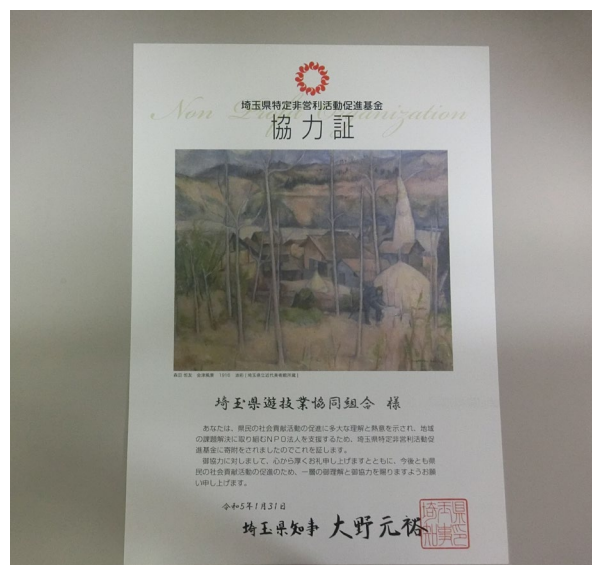 埼玉県特定非営利活動促進基金
Non Profit Organization
協力証
埼玉県遊技業協同組合 様
あなたは、県民の社会貢献活動の促進に多大な理解と熱意を示され、地域
の課題解決に取り組むNPO法人を支援するため、埼玉県特定非営利活動促
進基金に寄附をされましたのでこれを証します。
御協力に対しまして、心から厚くお礼申し上げますとともに、今後とも県
民の社会貢献活動の促進のため、一層の御理解と御協力を賜りますようお願
い申し上げます。
令和5年1月31日
埼玉県知事 大野元裕